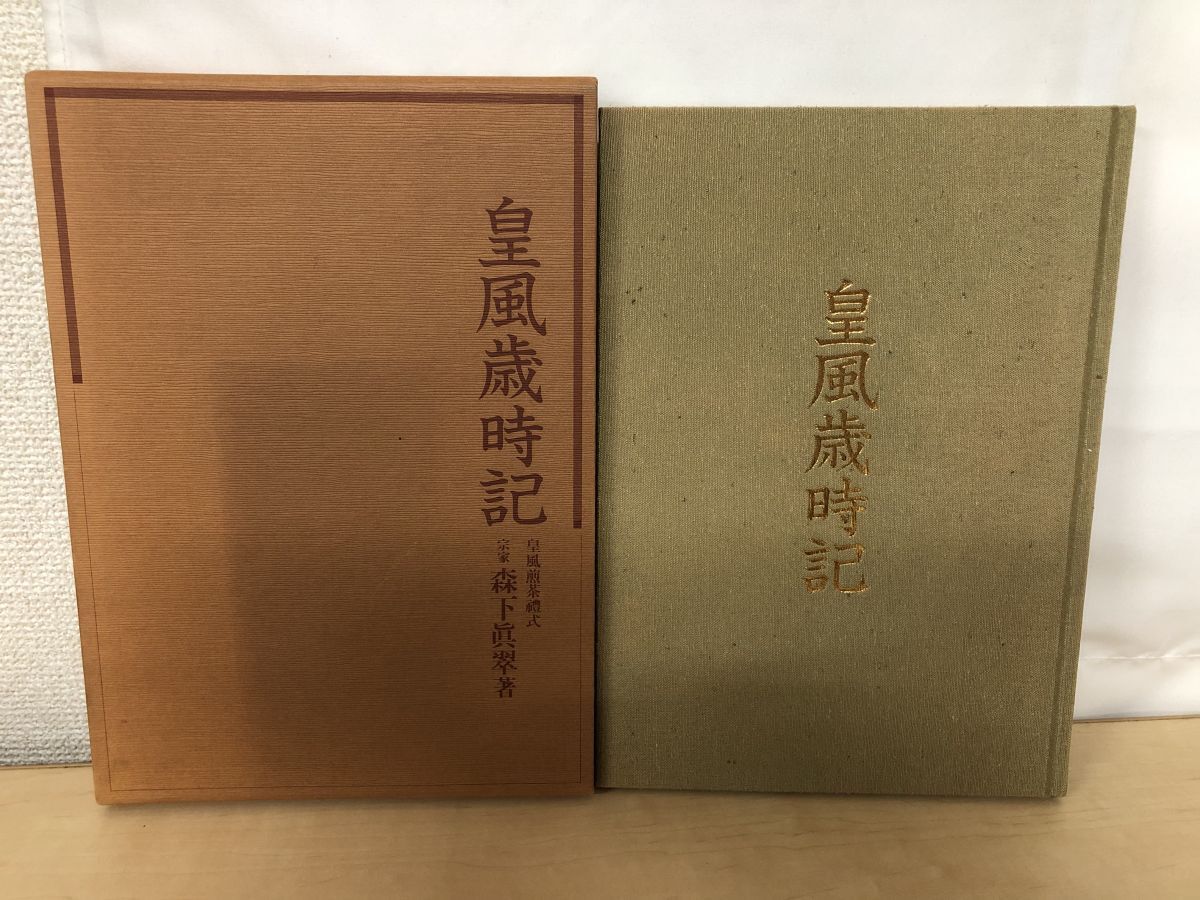 皇風歳時記
皇風煎茶禮式
宗家 森下眞翠著
皇風歳時記